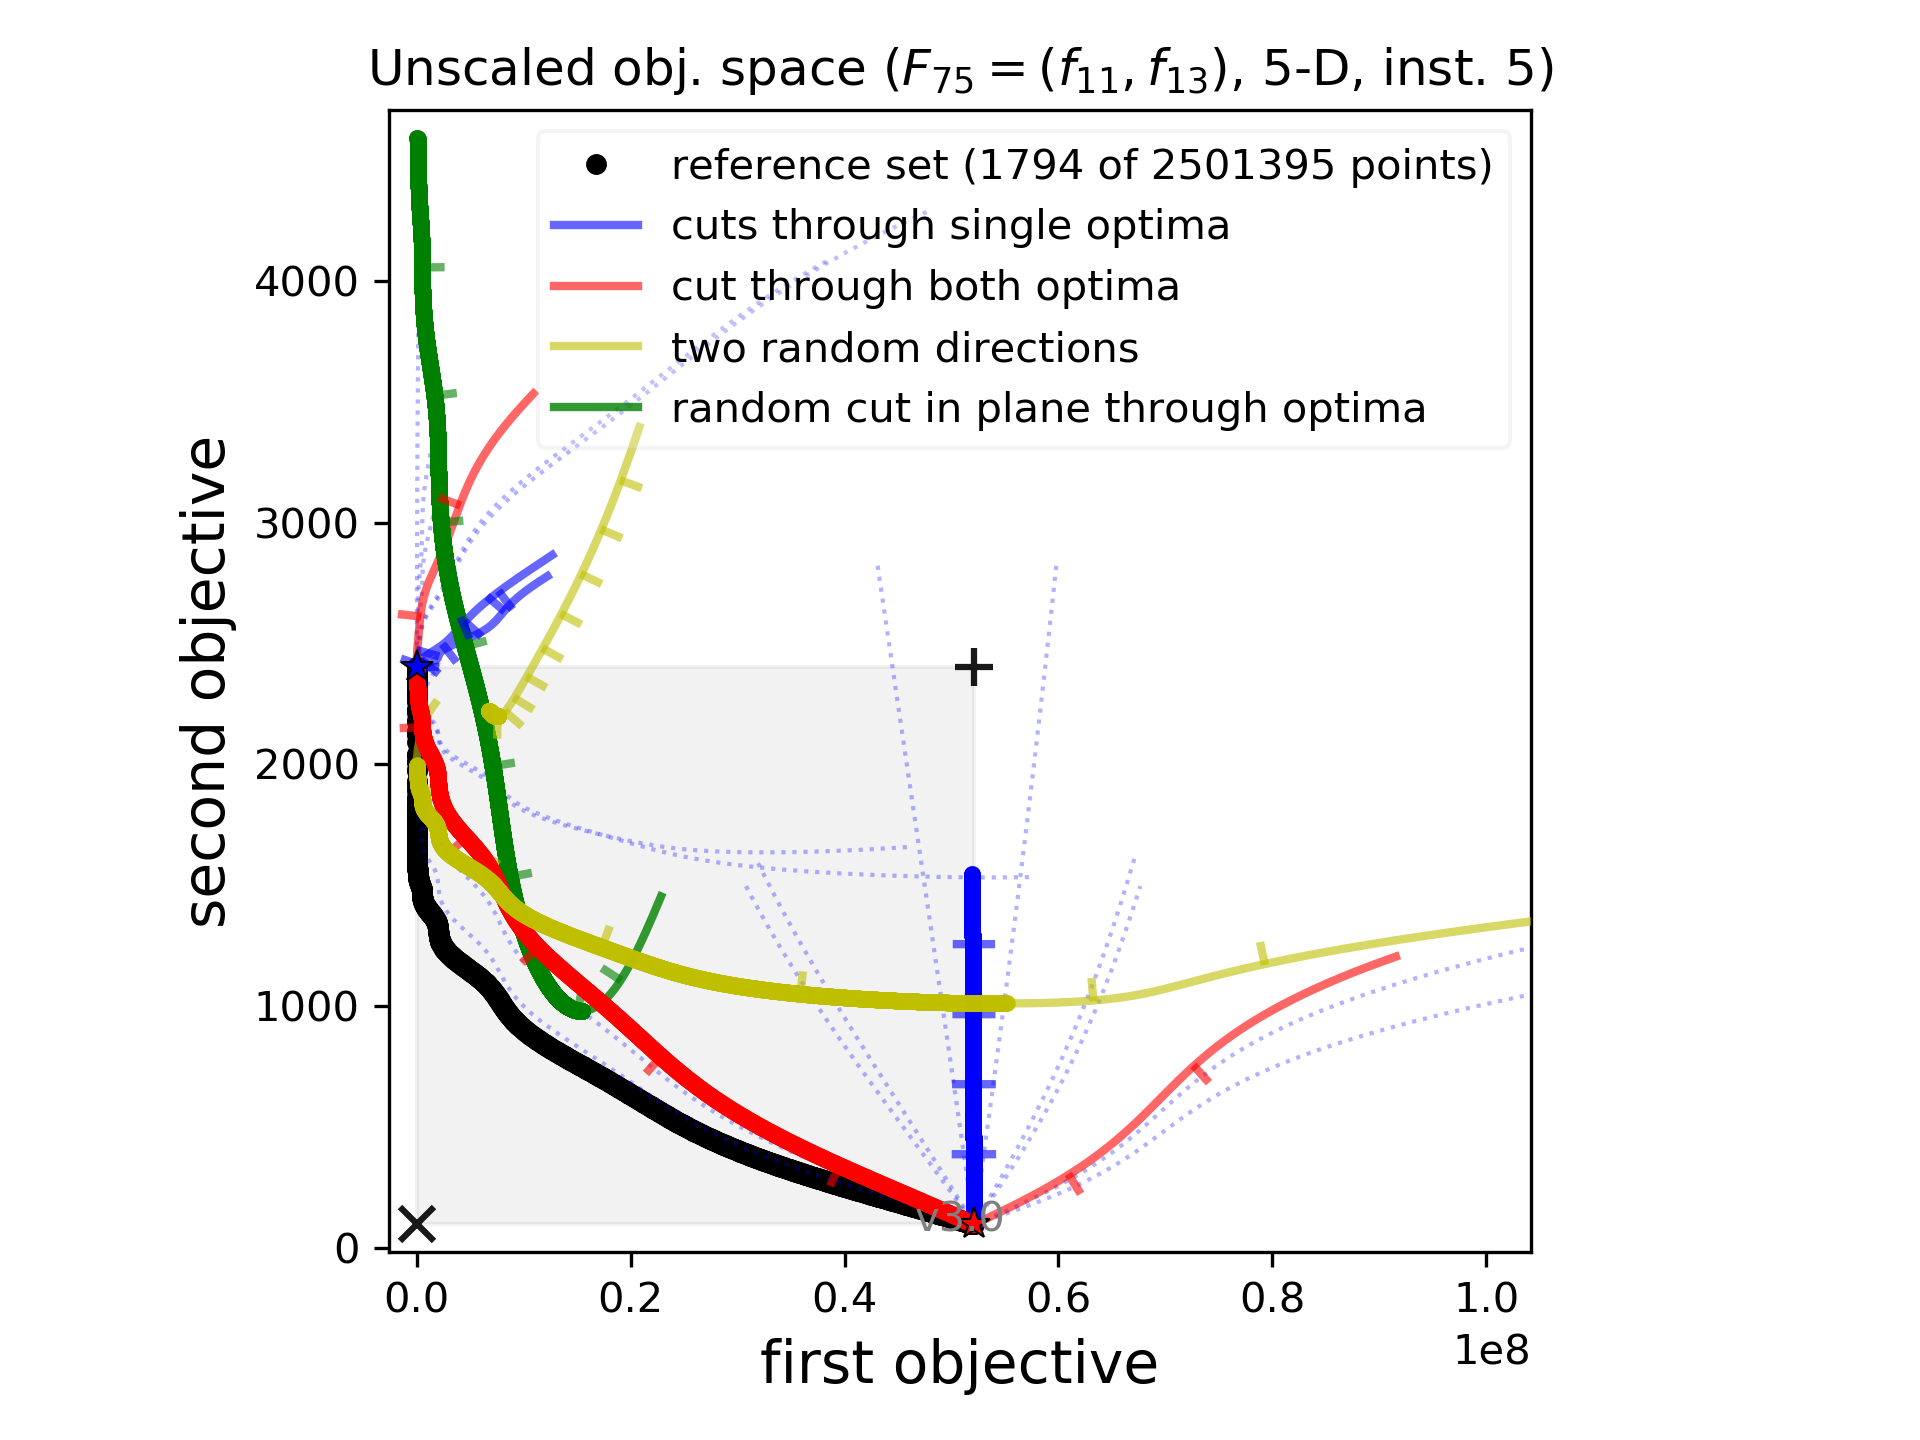 Unscaled obj. space (F₇₅ = (f₁₁, f₁₃), 5-D, inst. 5)
reference set (1794 of 2501395 points)
cuts through single optima
cut through both optima
two random directions
random cut in plane through optima
second objective
4000
3000
2000
1000
0
v3.0
0.0 0.2 0.4 0.6 0.8 1.0
1e8
first objective